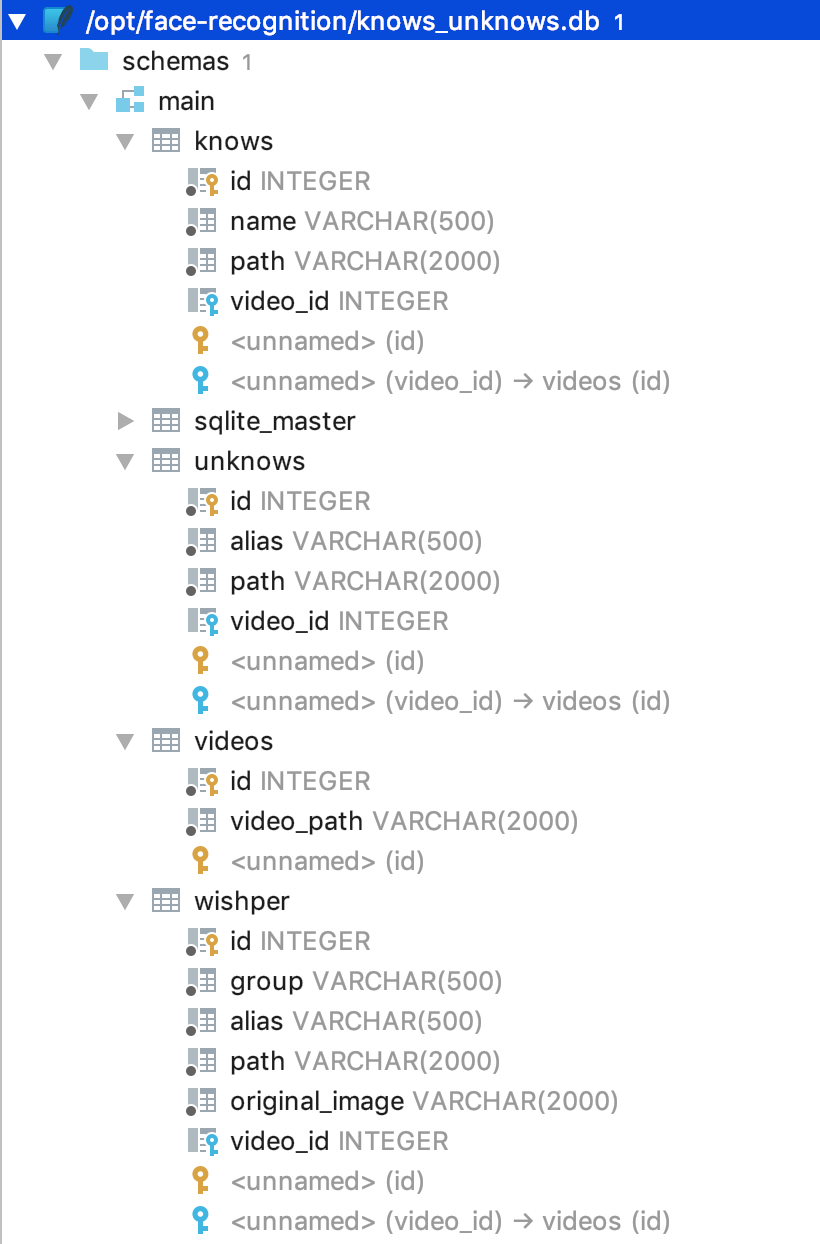 /opt/face-recognition/knows_unknows.db 1
schemas 1
main
knows
id INTEGER
name VARCHAR(500)
path VARCHAR(2000)
video_id INTEGER
<unnamed> (id)
<unnamed> (video_id) → videos (id)
sqlite_master
unknows
id INTEGER
alias VARCHAR(500)
path VARCHAR(2000)
video_id INTEGER
<unnamed> (id)
<unnamed> (video_id) → videos (id)
videos
id INTEGER
video_path VARCHAR(2000)
<unnamed> (id)
wishper
id INTEGER
group VARCHAR(500)
alias VARCHAR(500)
path VARCHAR(2000)
original_image VARCHAR(2000)
video_id INTEGER
<unnamed> (id)
<unnamed> (video_id) → videos (id)